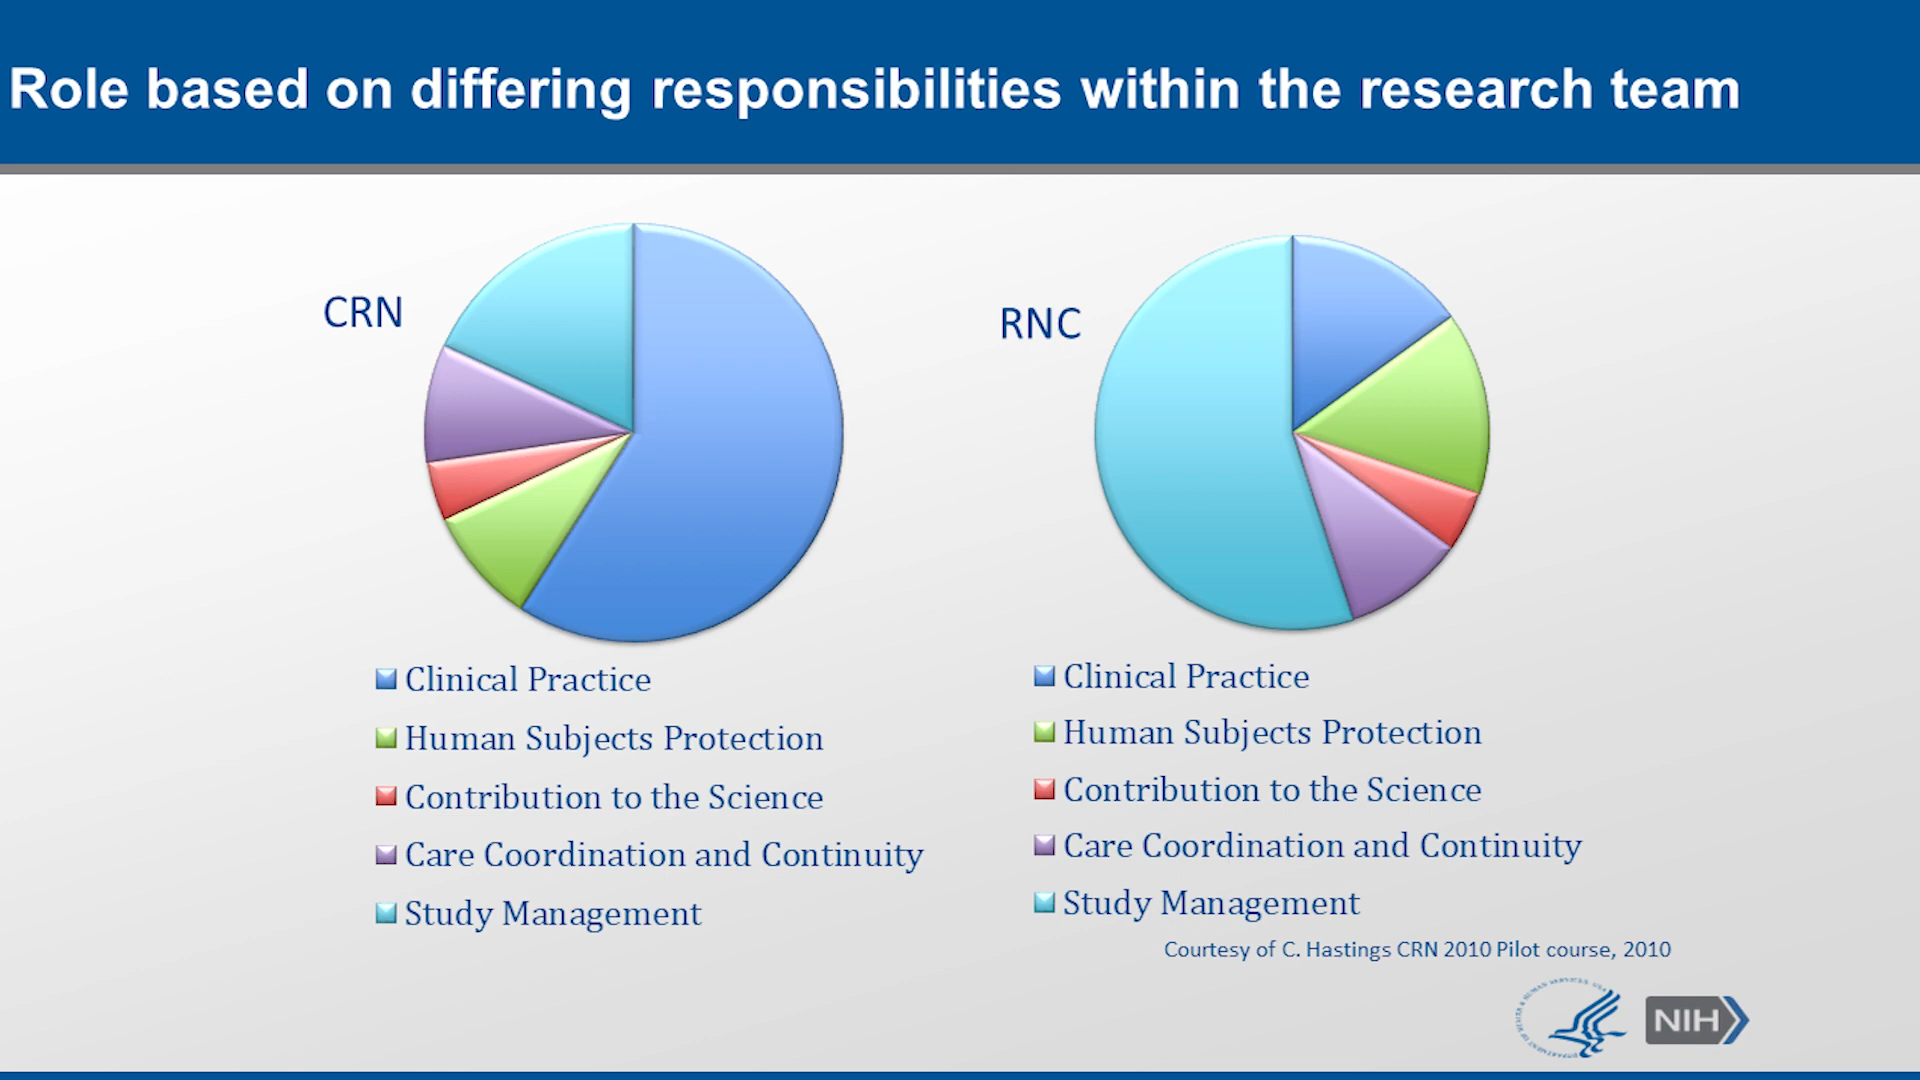 Role based on differing responsibilities within the research team
CRN
Clinical Practice
Human Subjects Protection
Contribution to the Science
Care Coordination and Continuity
Study Management
RNC
Clinical Practice
Human Subjects Protection
Contribution to the Science
Care Coordination and Continuity
Study Management
Courtesy of C. Hastings CRN 2010 Pilot course, 2010
NIH